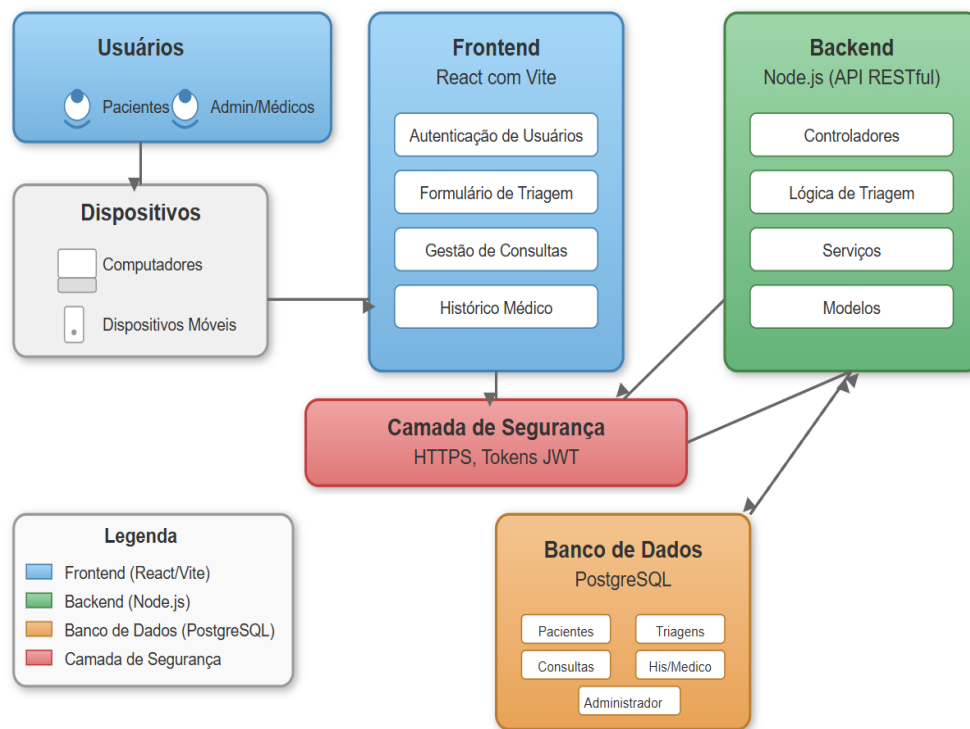 Usuários
Pacientes
Admin/Médicos
Dispositivos
Computadores
Dispositivos Móveis
Frontend
React com Vite
Autenticação de Usuários
Formulário de Triagem
Gestão de Consultas
Histórico Médico
Backend
Node.js (API RESTful)
Controladores
Lógica de Triagem
Serviços
Modelos
Camada de Segurança
HTTPS, Tokens JWT
Legenda
Frontend (React/Vite)
Backend (Node.js)
Banco de Dados (PostgreSQL)
Camada de Segurança
Banco de Dados
PostgreSQL
Pacientes
Triagens
Consultas
His/Medico
Administrador